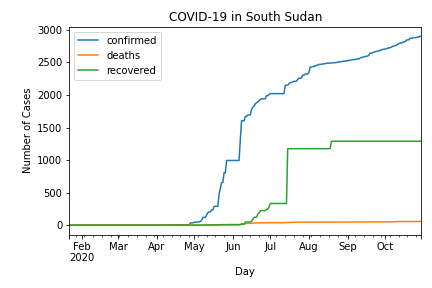 COVID-19 in South Sudan
confirmed
deaths
recovered
Number of Cases
3000
2500
2000
1500
1000
500
0
Feb Mar Apr May Jun Jul Aug Sep Oct
2020
Day